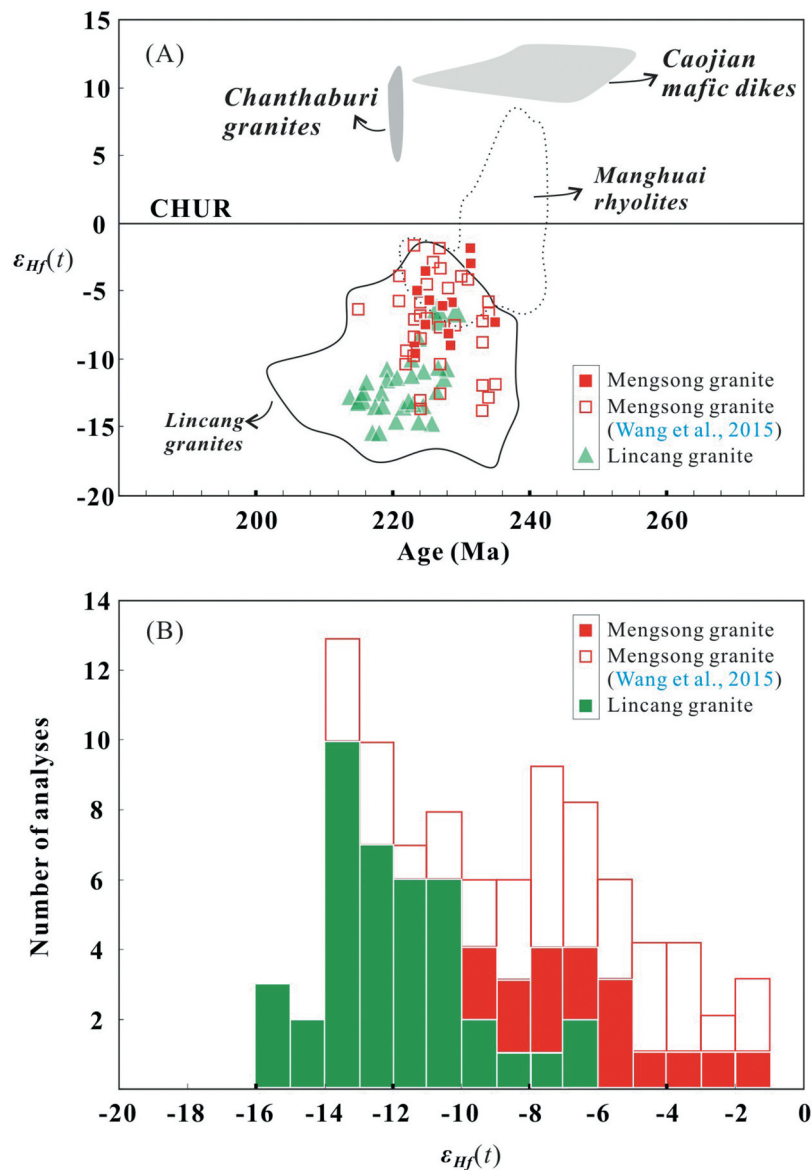 (A)
15
10
5
0
-5
-10
-15
-20
εHf(t)
Chanthaburi
granites
Caojian
mafic dikes
Manghuai
rhyolites
CHUR
Lincang
granites
Mengsong granite
Mengsong granite
(Wang et al., 2015)
Lincang granite
200
220
240
260
Age (Ma)
(B)
14
12
10
8
6
4
2
Number of analyses
Mengsong granite
Mengsong granite
(Wang et al., 2015)
Lincang granite
-20
-18
-16
-14
-12
-10
-8
-6
-4
-2
0
εHf(t)